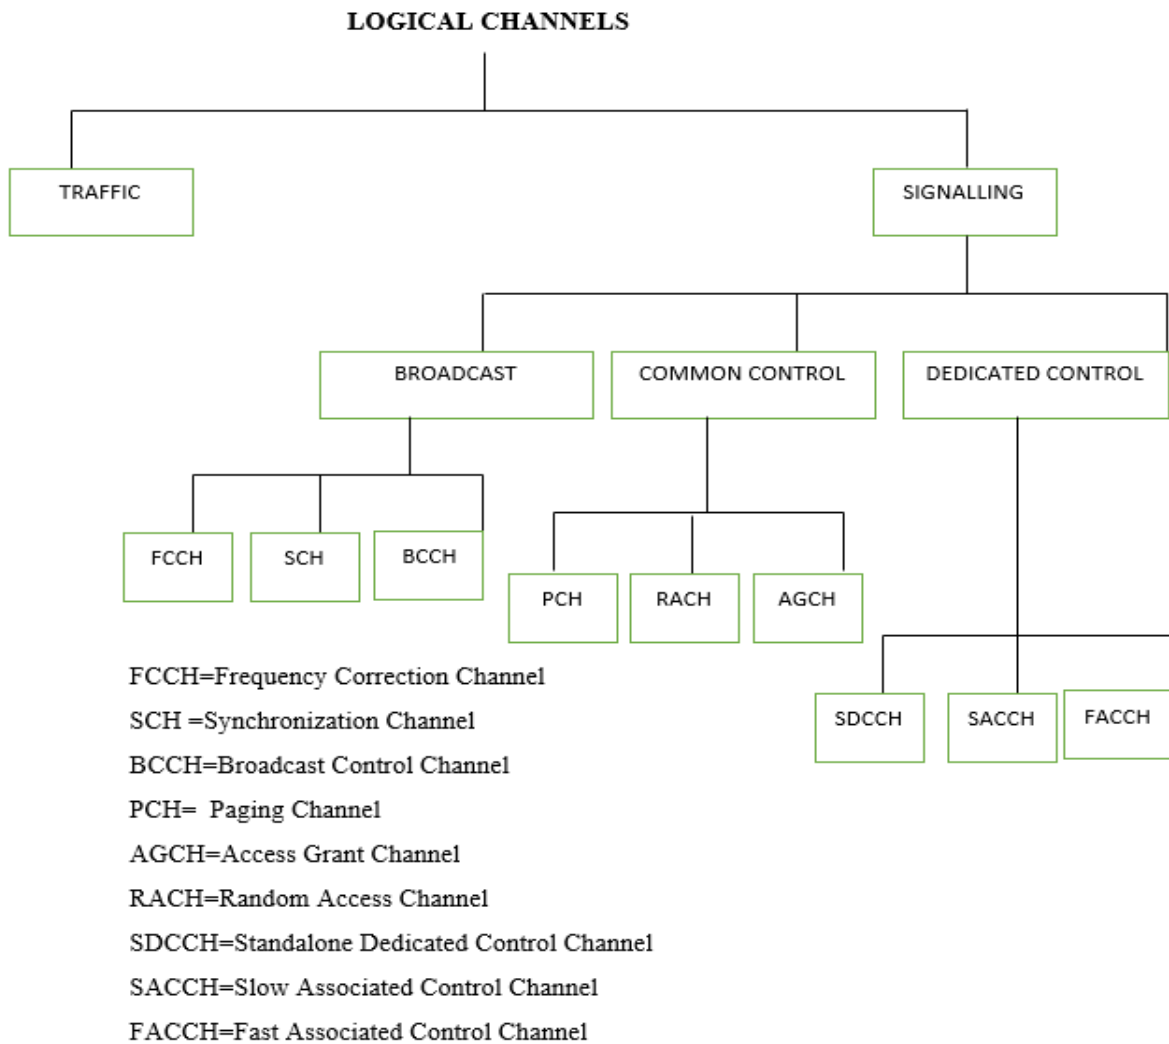 LOGICAL CHANNELS
TRAFFIC
SIGNALLING
BROADCAST
COMMON CONTROL
DEDICATED CONTROL
FCCH
SCH
BCCH
PCH
RACH
AGCH
SDCCH
SACCH
FACCH
FCCH=Frequency Correction Channel
SCH =Synchronization Channel
BCCH=Broadcast Control Channel
PCH=  Paging Channel
AGCH=Access Grant Channel
RACH=Random Access Channel
SDCCH=Standalone Dedicated Control Channel
SACCH=Slow Associated Control Channel
FACCH=Fast Associated Control Channel